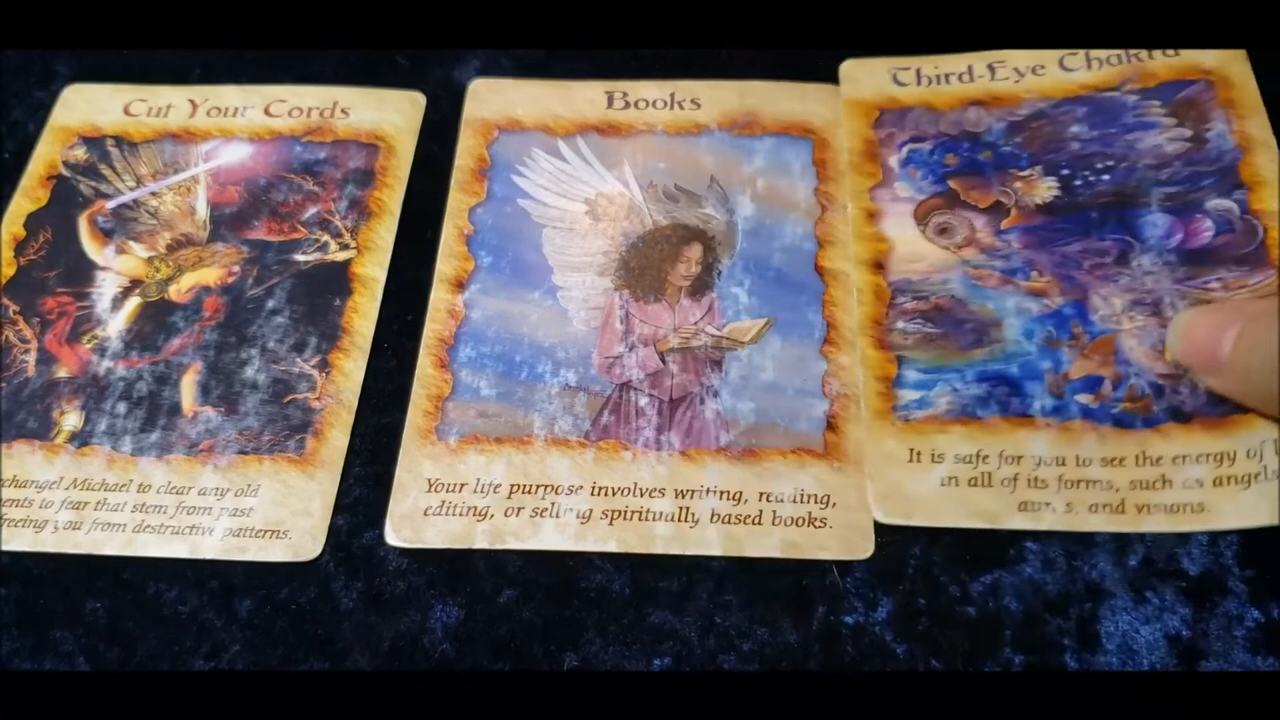 Cut Your Cords
changel Michael to clear any old
ents to fear that stem from past
reeing you from destructive patterns.
Books
Your life purpose involves writing, reading,
editing, or selling spiritually based books.
Third-Eye Chakra
It is safe for you to see the energy of
in all of its forms, such as angels
and visions.